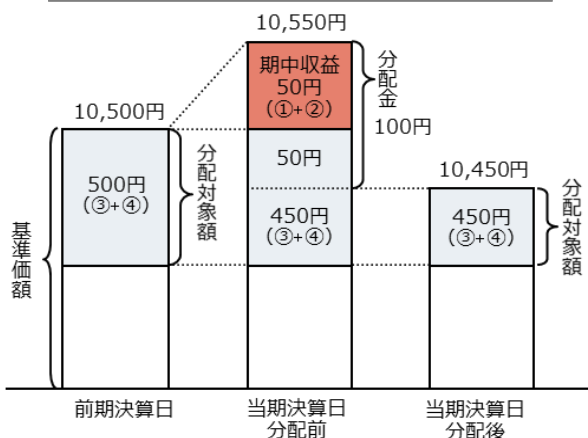 10,550円
期中収益
50円
(①+②)
分配金
100円
10,500円
500円
(③+④)
分配対象額
50円
450円
(③+④)
10,450円
450円
(③+④)
分配対象額
基準価額
前期決算日
当期決算日
分配前
当期決算日
分配後